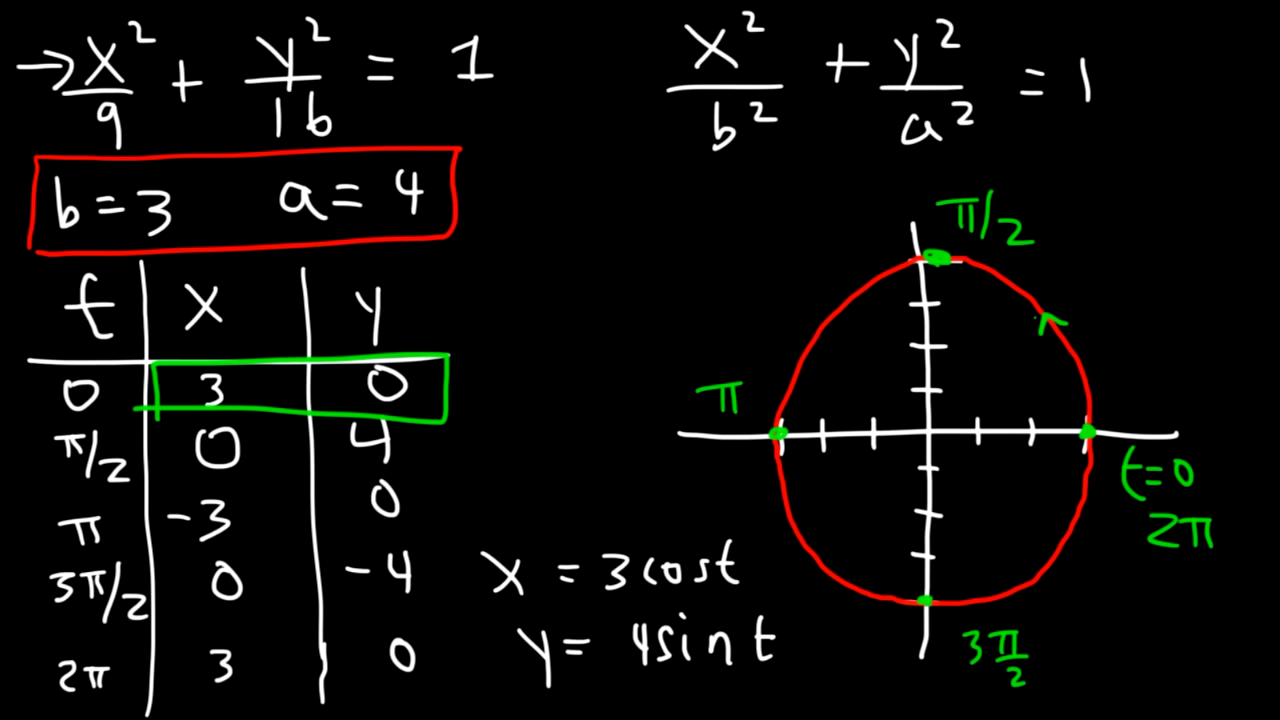 → x²/9 + y²/16 = 1
x²/b² + y²/a² = 1
b = 3 a = 4
t x y
0 3 0
π/2 0 4
π -3 0
3π/2 0 -4
2π 3 0
x = 3cost
y = 4sint
π/2
π
t=0
2π
3π/2